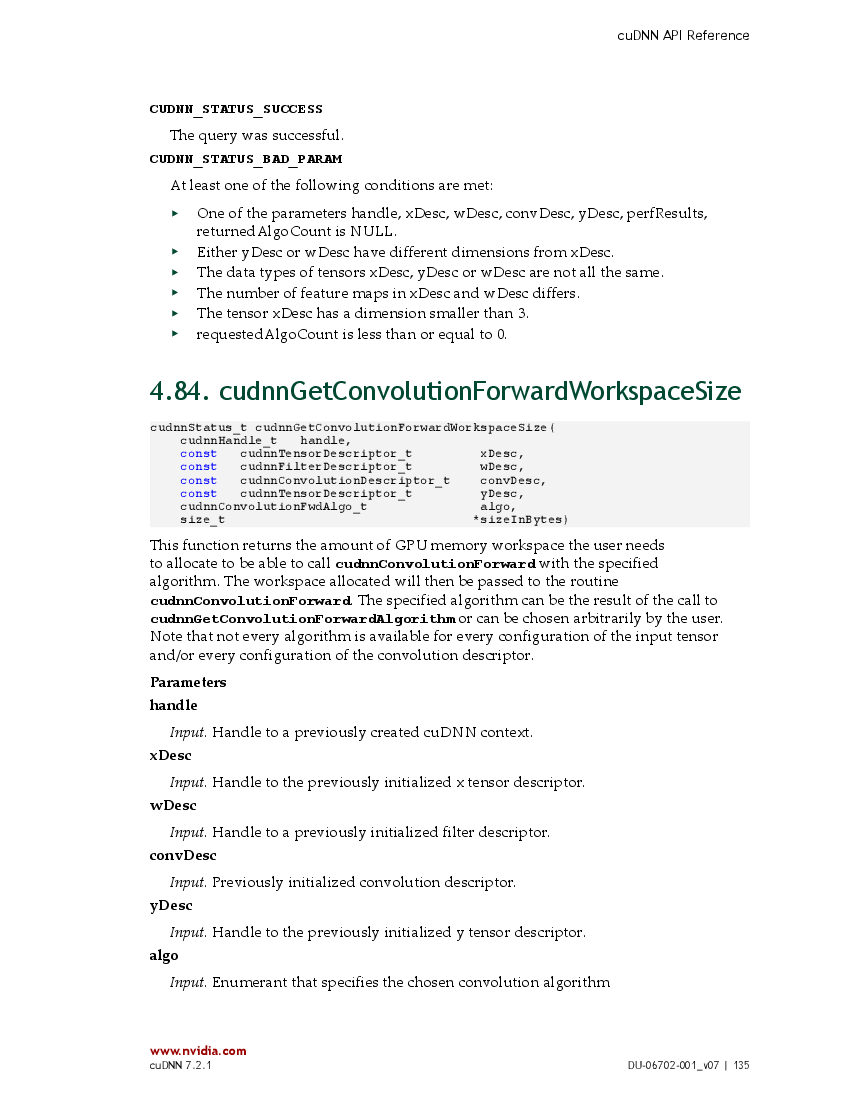 cuDNN API Reference
CUDNN_STATUS_SUCCESS
The query was successful.
CUDNN_STATUS_BAD_PARAM
At least one of the following conditions are met:
▸ One of the parameters handle, xDesc, wDesc, convDesc, yDesc, perfResults,
returnedAlgoCount is NULL.
▸ Either yDesc or wDesc have different dimensions from xDesc.
▸ The data types of tensors xDesc, yDesc or wDesc are not all the same.
▸ The number of feature maps in xDesc and wDesc differs.
▸ The tensor xDesc has a dimension smaller than 3.
▸ requestedAlgoCount is less than or equal to 0.
4.84. cudnnGetConvolutionForwardWorkspaceSize
cudnnStatus_t cudnnGetConvolutionForwardWorkspaceSize(
cudnnHandle_t handle,
const cudnnTensorDescriptor_t xDesc,
const cudnnFilterDescriptor_t wDesc,
const cudnnConvolutionDescriptor_t convDesc,
const cudnnTensorDescriptor_t yDesc,
cudnnConvolutionFwdAlgo_t algo,
size_t *sizeInBytes)
This function returns the amount of GPU memory workspace the user needs
to allocate to be able to call cudnnConvolutionForward with the specified
algorithm. The workspace allocated will then be passed to the routine
cudnnConvolutionForward. The specified algorithm can be the result of the call to
cudnnGetConvolutionForwardAlgorithm or can be chosen arbitrarily by the user.
Note that not every algorithm is available for every configuration of the input tensor
and/or every configuration of the convolution descriptor.
Parameters
handle
Input. Handle to a previously created cuDNN context.
xDesc
Input. Handle to the previously initialized x tensor descriptor.
wDesc
Input. Handle to a previously initialized filter descriptor.
convDesc
Input. Previously initialized convolution descriptor.
yDesc
Input. Handle to the previously initialized y tensor descriptor.
algo
Input. Enumerant that specifies the chosen convolution algorithm
www.nvidia.com
cuDNN 7.2.1 DU-06702-001_v07 | 135